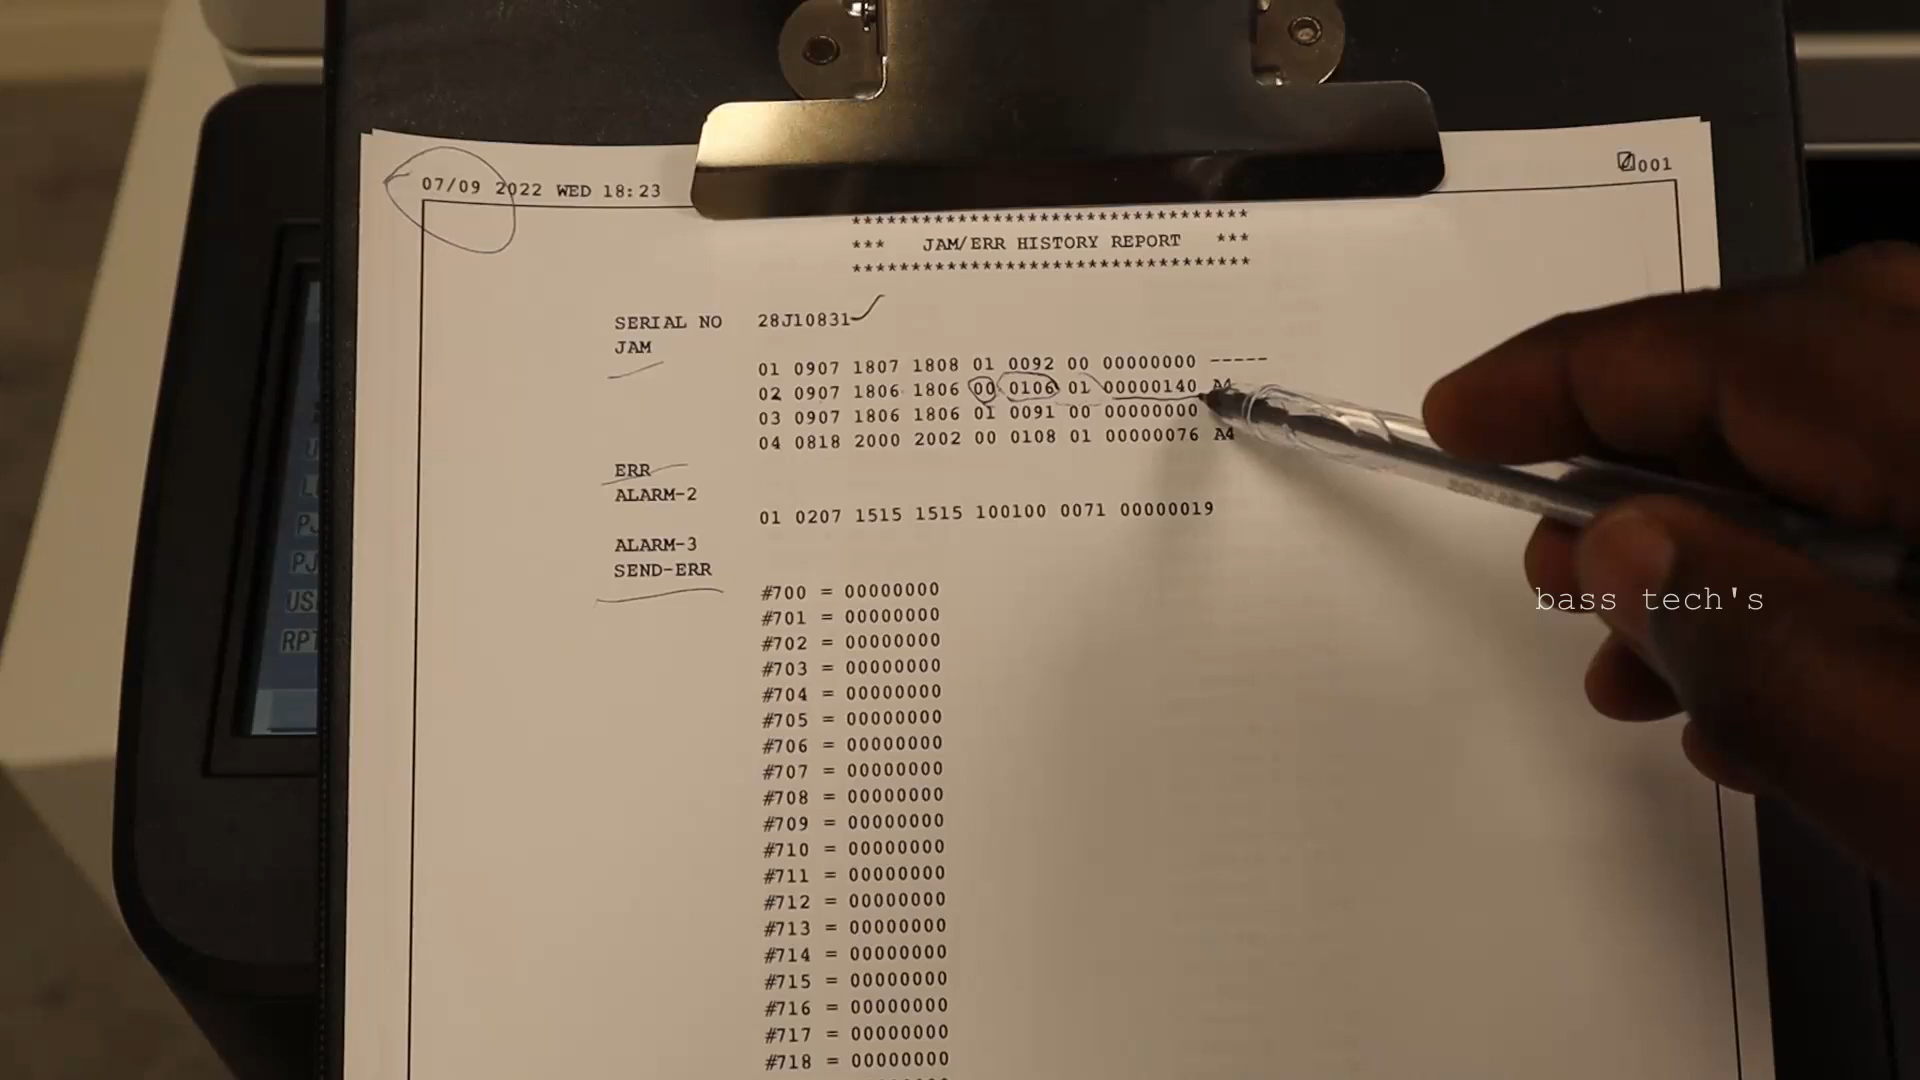 07/09 2022 WED 18:23
001
**********************************
*** JAM/ERR HISTORY REPORT ***
**********************************
SERIAL NO 28J10831
JAM
01 0907 1807 1808 01 0092 00 00000000 -----
02 0907 1806 1806 00 0106 01 00000140 A4
03 0907 1806 1806 01 0091 00 00000000
04 0818 2000 2002 00 0108 01 00000076 A4
ERR
ALARM-2
01 0207 1515 1515 100100 0071 00000019
ALARM-3
SEND-ERR
#700 = 00000000
#701 = 00000000
#702 = 00000000
#703 = 00000000
#704 = 00000000
#705 = 00000000
#706 = 00000000
#707 = 00000000
#708 = 00000000
#709 = 00000000
#710 = 00000000
#711 = 00000000
#712 = 00000000
#713 = 00000000
#714 = 00000000
#715 = 00000000
#716 = 00000000
#717 = 00000000
#718 = 00000000
PJ
PJ
US
RPT
bass tech's